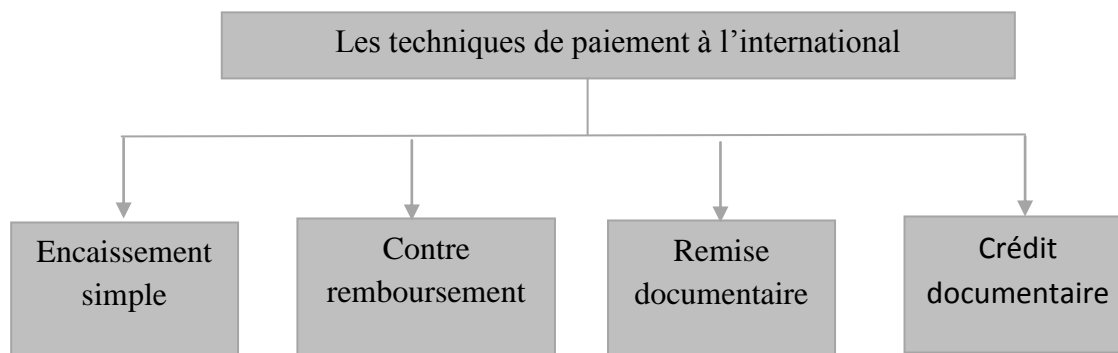 Les techniques de paiement à l’international
Encaissement
simple
Contre
remboursement
Remise
documentaire
Crédit
documentaire